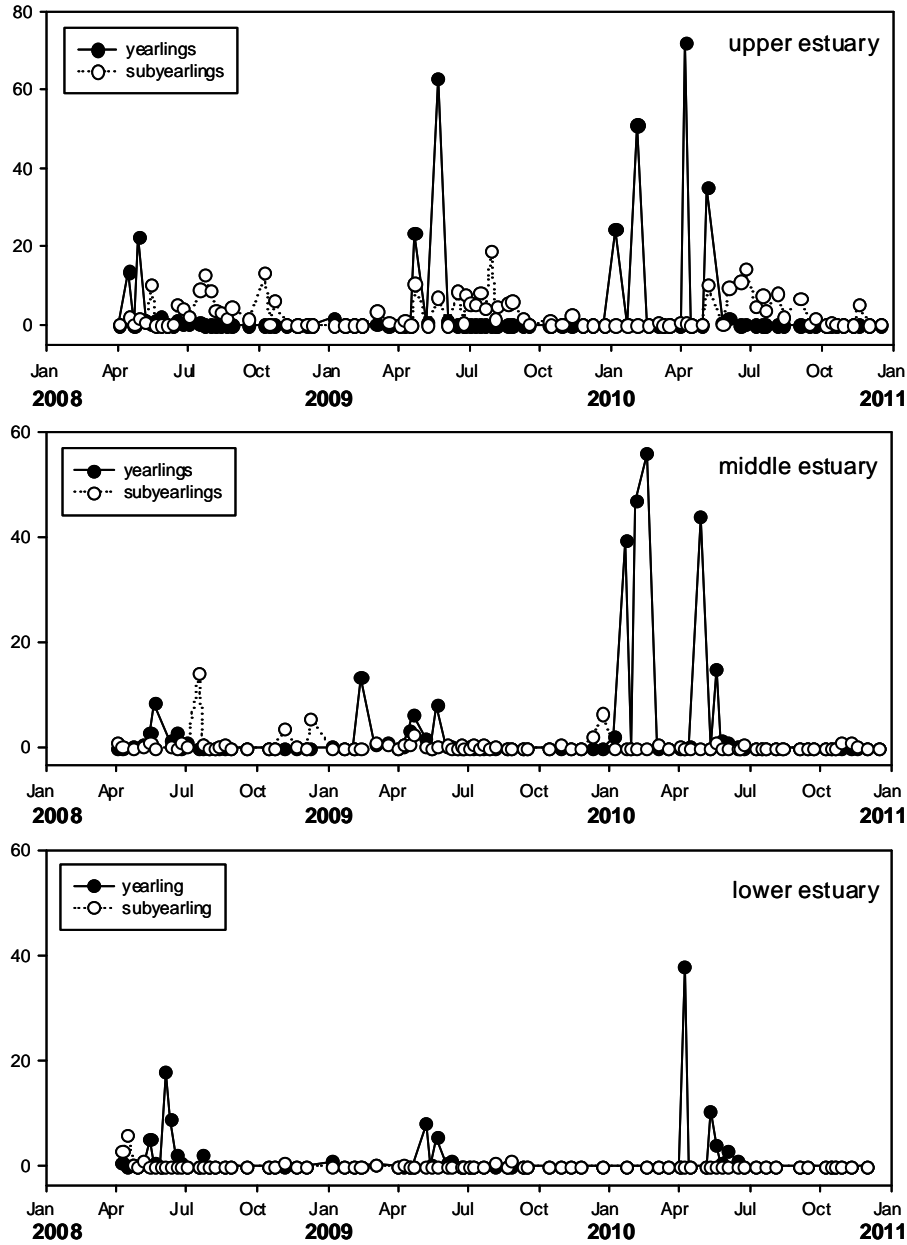 80
60
40
20
0
yearlings
subyearlings
upper estuary
Jan Apr Jul Oct Jan Apr Jul Oct Jan Apr Jul Oct Jan
2008 2009 2010 2011
60
40
20
0
yearlings
subyearlings
middle estuary
Jan Apr Jul Oct Jan Apr Jul Oct Jan Apr Jul Oct Jan
2008 2009 2010 2011
60
40
20
0
yearling
subyearling
lower estuary
Jan Apr Jul Oct Jan Apr Jul Oct Jan Apr Jul Oct Jan
2008 2009 2010 2011